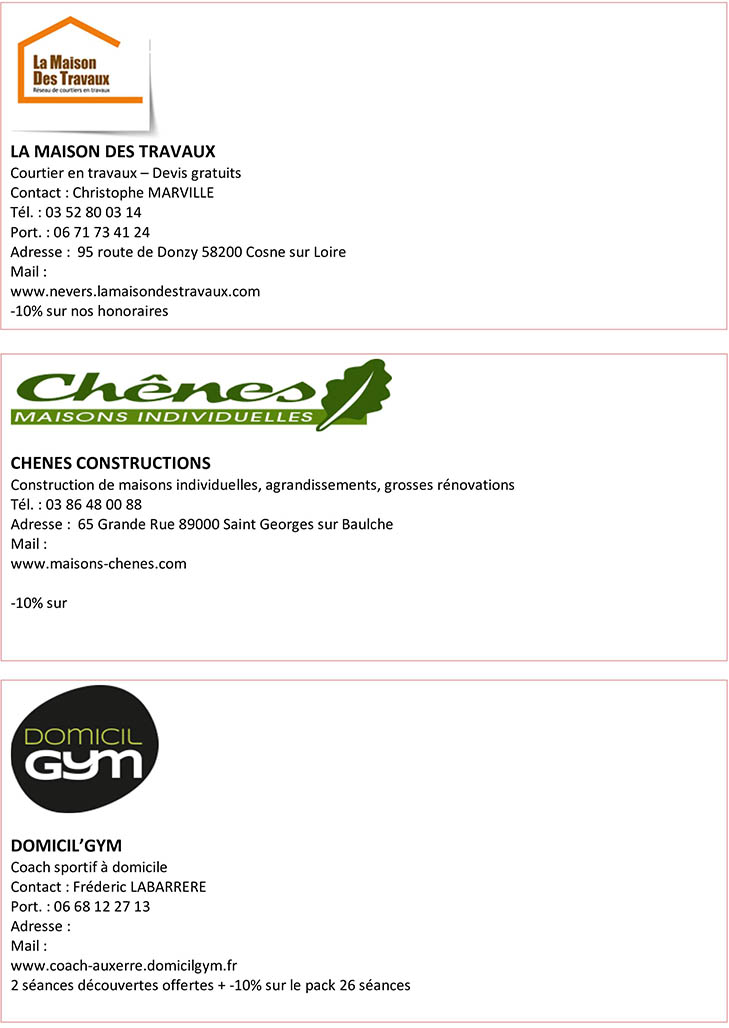 La Maison
Des Travaux
Réseau de courtiers en travaux
LA MAISON DES TRAVAUX
Courtier en travaux – Devis gratuits
Contact : Christophe MARVILLE
Tél. : 03 52 80 03 14
Port. : 06 71 73 41 24
Adresse :  95 route de Donzy 58200 Cosne sur Loire
Mail :
www.nevers.lamaisondestravaux.com
-10% sur nos honoraires
Chênes
MAISONS INDIVIDUELLES
CHENES CONSTRUCTIONS
Construction de maisons individuelles, agrandissements, grosses rénovations
Tél. : 03 86 48 00 88
Adresse :  65 Grande Rue 89000 Saint Georges sur Baulche
Mail :
www.maisons-chenes.com
-10% sur
DOMICIL
Gym
DOMICIL’GYM
Coach sportif à domicile
Contact : Fréderic LABARRERE
Port. : 06 68 12 27 13
Adresse :
Mail :
www.coach-auxerre.domicilgym.fr
2 séances découvertes offertes + -10% sur le pack 26 séances